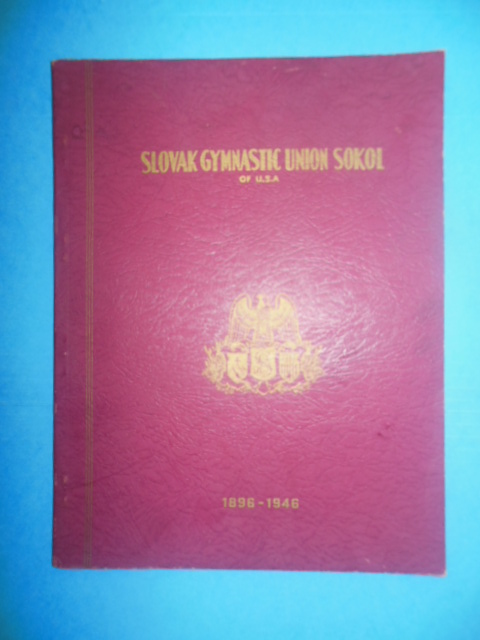 SLOVAK GYMNASTIC UNION SOKOL
OF U.S.A
1896-1946